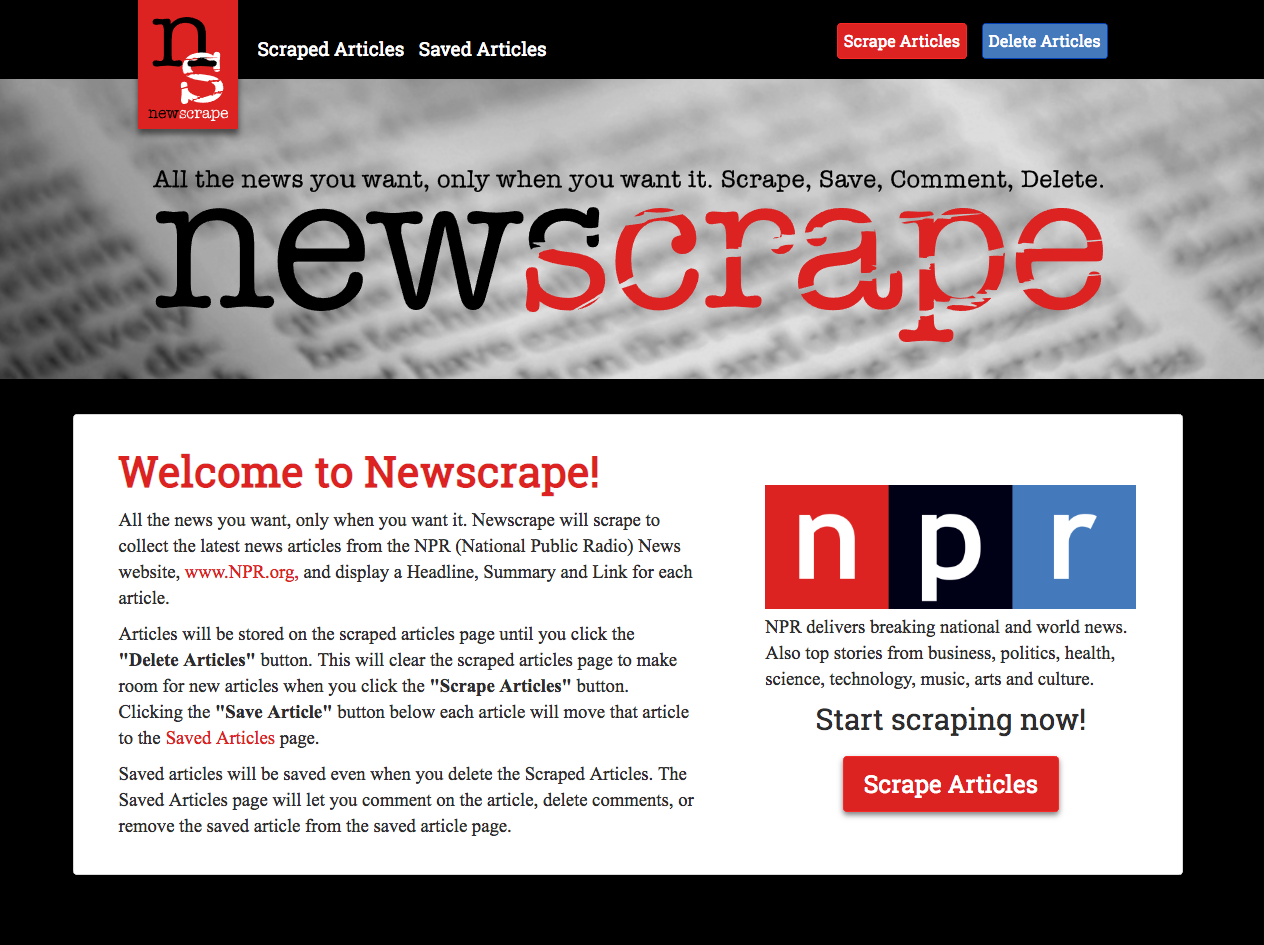 ns
newscrape
Scraped Articles Saved Articles
Scrape Articles Delete Articles
All the news you want, only when you want it. Scrape, Save, Comment, Delete.
newscrape
Welcome to Newscrape!
All the news you want, only when you want it. Newscrape will scrape to
collect the latest news articles from the NPR (National Public Radio) News
website, www.NPR.org, and display a Headline, Summary and Link for each
article.
Articles will be stored on the scraped articles page until you click the
"Delete Articles" button. This will clear the scraped articles page to make
room for new articles when you click the "Scrape Articles" button.
Clicking the "Save Article" button below each article will move that article
to the Saved Articles page.
Saved articles will be saved even when you delete the Scraped Articles. The
Saved Articles page will let you comment on the article, delete comments, or
remove the saved article from the saved article page.
npr
NPR delivers breaking national and world news.
Also top stories from business, politics, health,
science, technology, music, arts and culture.
Start scraping now!
Scrape Articles